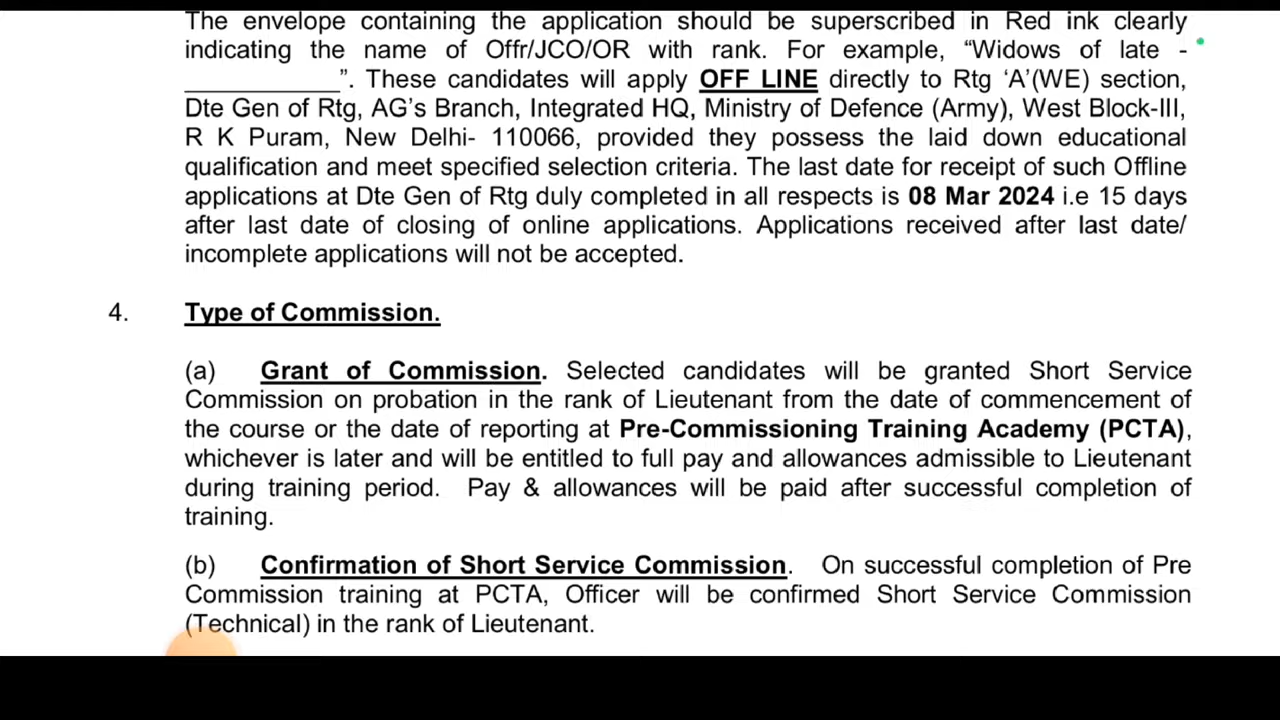 The envelope containing the application should be superscribed in Red ink clearly
indicating the name of Offr/JCO/OR with rank. For example, “Widows of late -
___________”. These candidates will apply OFF LINE directly to Rtg ‘A’(WE) section,
Dte Gen of Rtg, AG’s Branch, Integrated HQ, Ministry of Defence (Army), West Block-III,
R K Puram, New Delhi- 110066, provided they possess the laid down educational
qualification and meet specified selection criteria. The last date for receipt of such Offline
applications at Dte Gen of Rtg duly completed in all respects is 08 Mar 2024 i.e 15 days
after last date of closing of online applications. Applications received after last date/
incomplete applications will not be accepted.
4. Type of Commission.
(a) Grant of Commission. Selected candidates will be granted Short Service
Commission on probation in the rank of Lieutenant from the date of commencement of
the course or the date of reporting at Pre-Commissioning Training Academy (PCTA),
whichever is later and will be entitled to full pay and allowances admissible to Lieutenant
during training period. Pay & allowances will be paid after successful completion of
training.
(b) Confirmation of Short Service Commission. On successful completion of Pre
Commission training at PCTA, Officer will be confirmed Short Service Commission
(Technical) in the rank of Lieutenant.